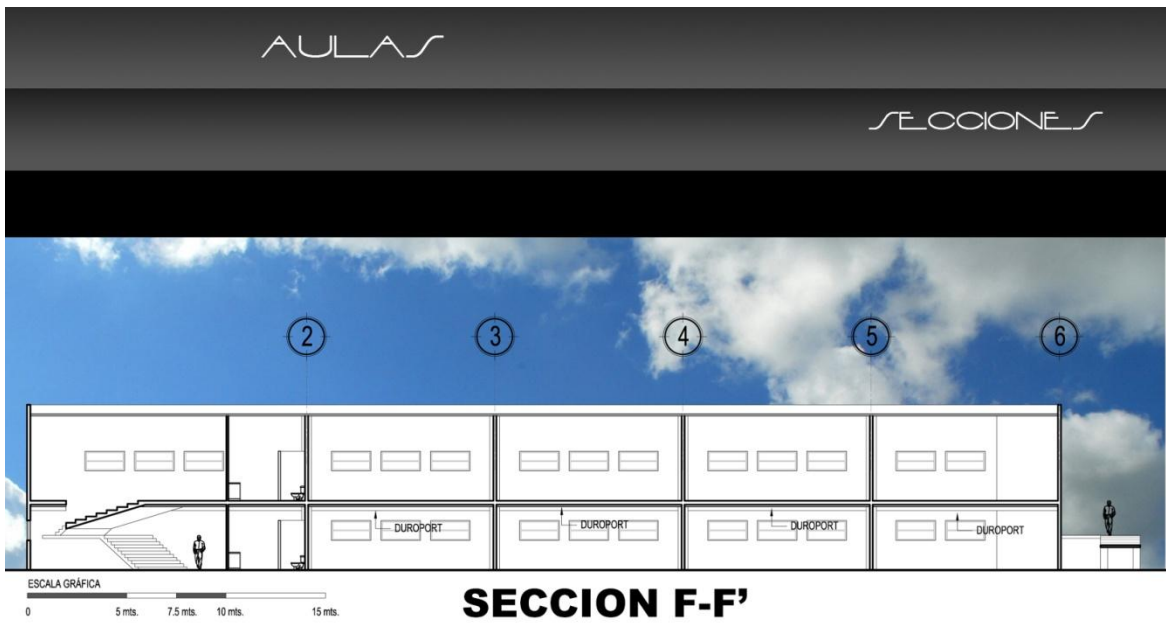 AULAS
SECCIONES
2 3 4 5 6
DUROPORT DUROPORT DUROPORT DUROPORT
ESCALA GRÁFICA
0 5 mts. 7.5 mts. 10 mts. 15 mts.
SECCION F-F'